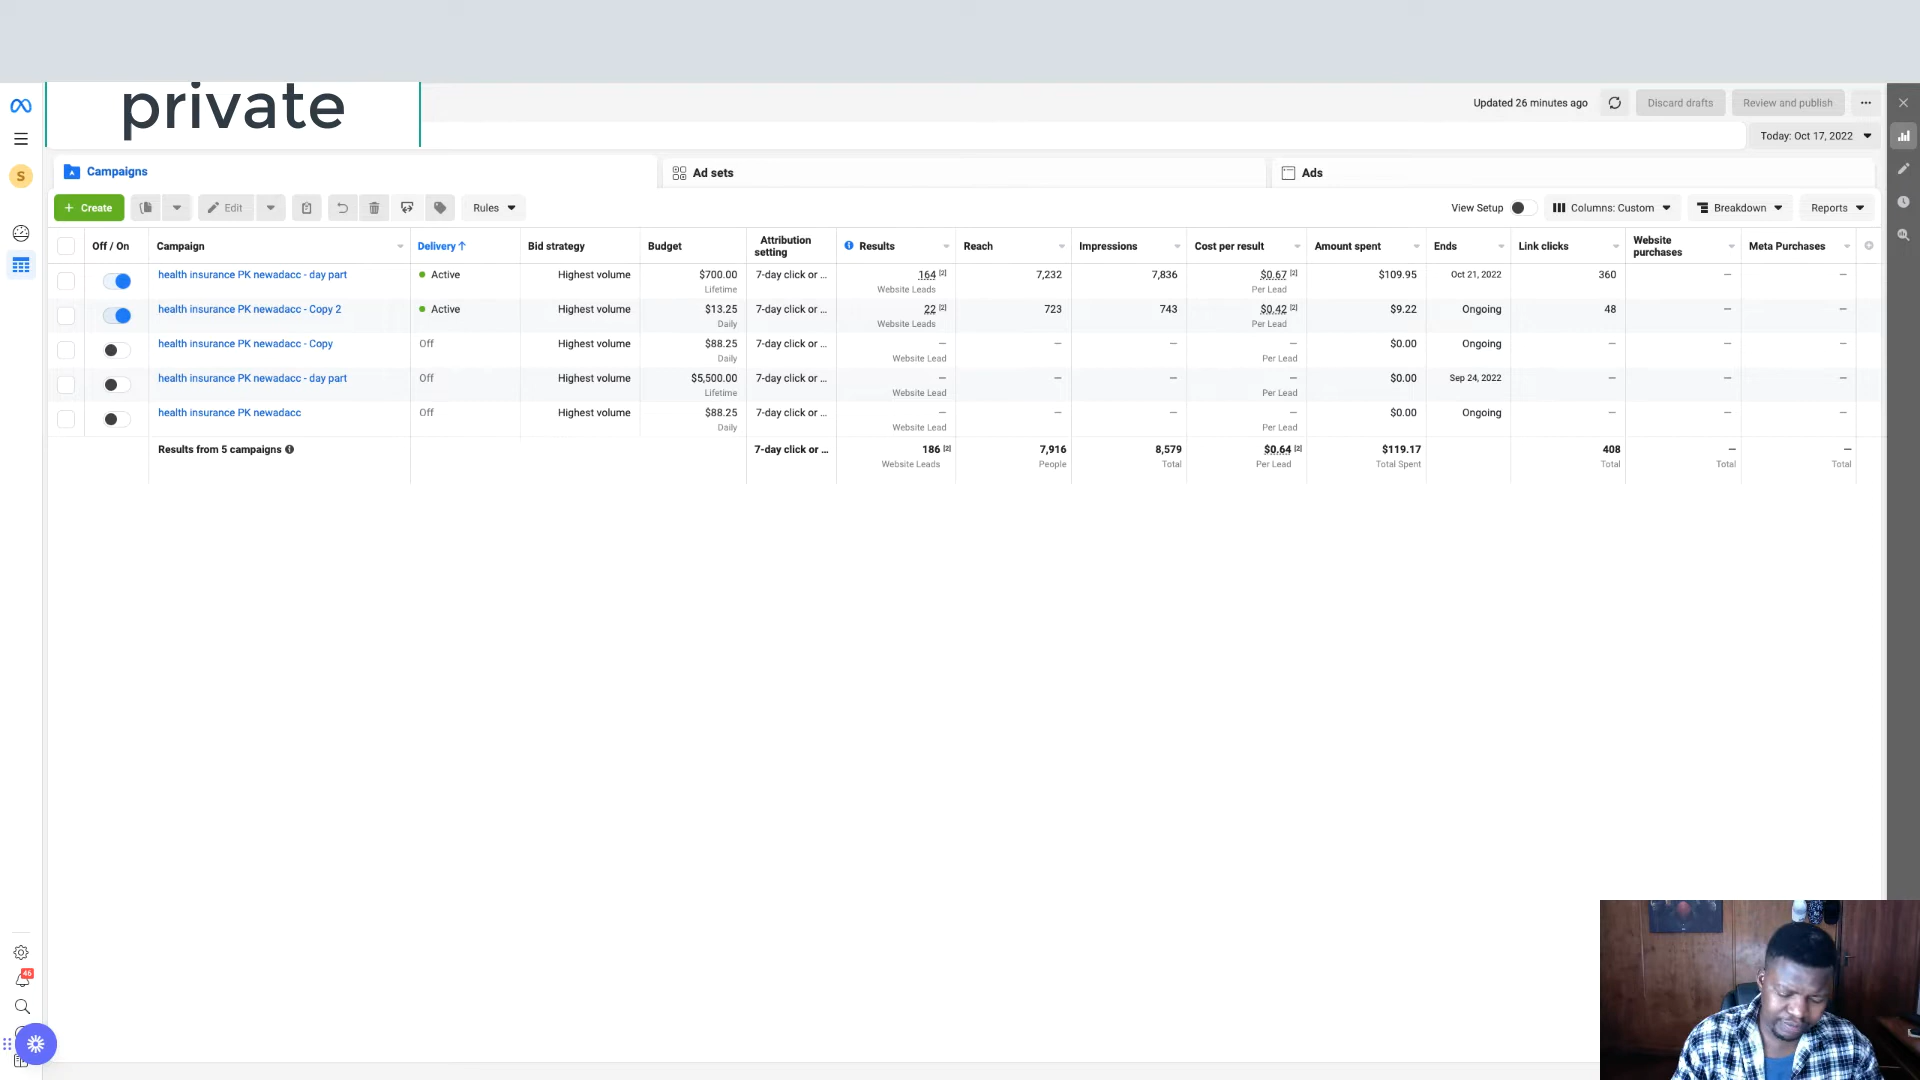 private
Updated 26 minutes ago
Discard drafts
Review and publish
Today: Oct 17, 2022
S
Campaigns
Ad sets
Ads
+ Create
Edit
Rules
View Setup
Columns: Custom
Breakdown
Reports
Off / On Campaign Delivery ↑ Bid strategy Budget Attribution setting Results Reach Impressions Cost per result Amount spent Ends Link clicks Website purchases Meta Purchases
health insurance PK newadacc - day part Active Highest volume $700.00 7-day click or ... 164 [2] 7,232 7,836 $0.67 [2] $109.95 Oct 21, 2022 360 — —
Lifetime Website Leads Per Lead
health insurance PK newadacc - Copy 2 Active Highest volume $13.25 7-day click or ... 22 [2] 723 743 $0.42 [2] $9.22 Ongoing 48 — —
Daily Website Leads Per Lead
health insurance PK newadacc - Copy Off Highest volume $88.25 7-day click or ... — — — — $0.00 Ongoing — — —
Daily Website Lead Per Lead
health insurance PK newadacc - day part Off Highest volume $5,500.00 7-day click or ... — — — — $0.00 Sep 24, 2022 — — —
Lifetime Website Lead Per Lead
health insurance PK newadacc Off Highest volume $88.25 7-day click or ... — — — — $0.00 Ongoing — — —
Daily Website Lead Per Lead
Results from 5 campaigns 7-day click or ... 186 [2] 7,916 8,579 $0.64 [2] $119.17 408 — —
Website Leads People Total Per Lead Total Spent Total Total Total
46